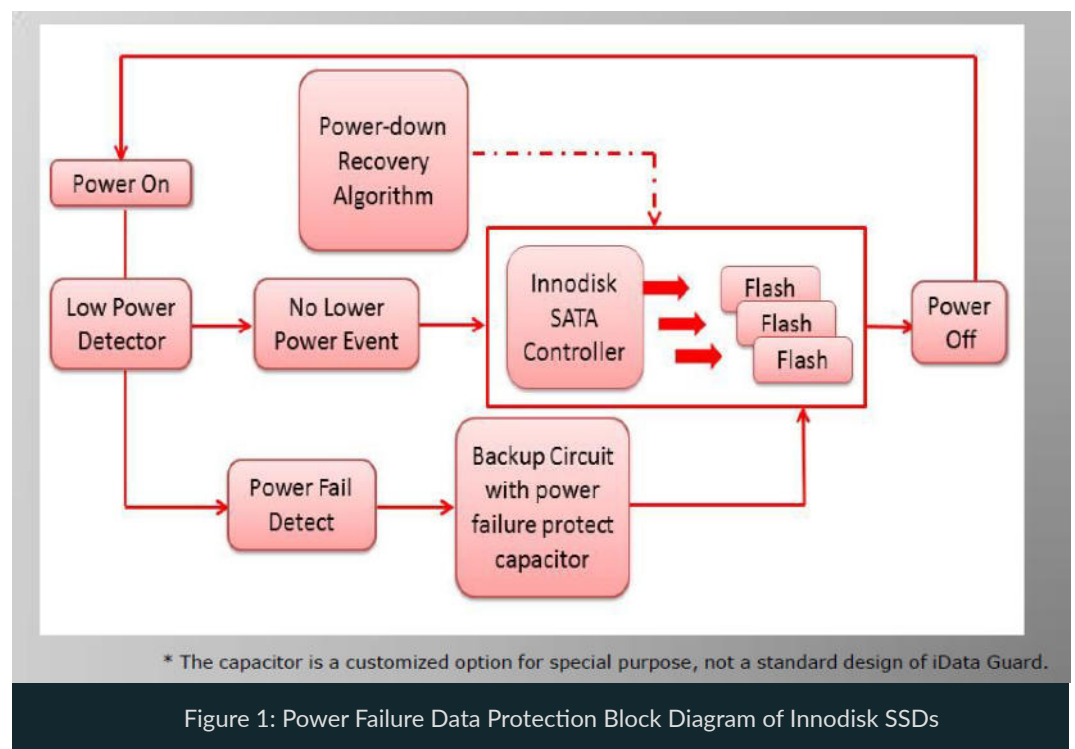 Power-down
Recovery
Algorithm
Power On
Low Power
Detector
No Lower
Power Event
Innodisk
SATA
Controller
Flash
Flash
Flash
Power
Off
Power Fail
Detect
Backup Circuit
with power
failure protect
capacitor
* The capacitor is a customized option for special purpose, not a standard design of iData Guard.
Figure 1: Power Failure Data Protection Block Diagram of Innodisk SSDs